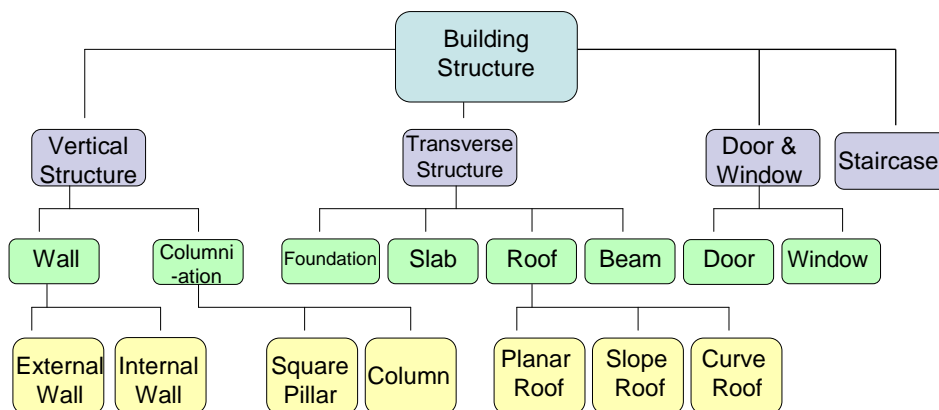 Building
Structure
Vertical
Structure
Transverse
Structure
Door &
Window
Staircase
Wall
Columni
-ation
Foundation
Slab
Roof
Beam
Door
Window
External
Wall
Internal
Wall
Square
Pillar
Column
Planar
Roof
Slope
Roof
Curve
Roof